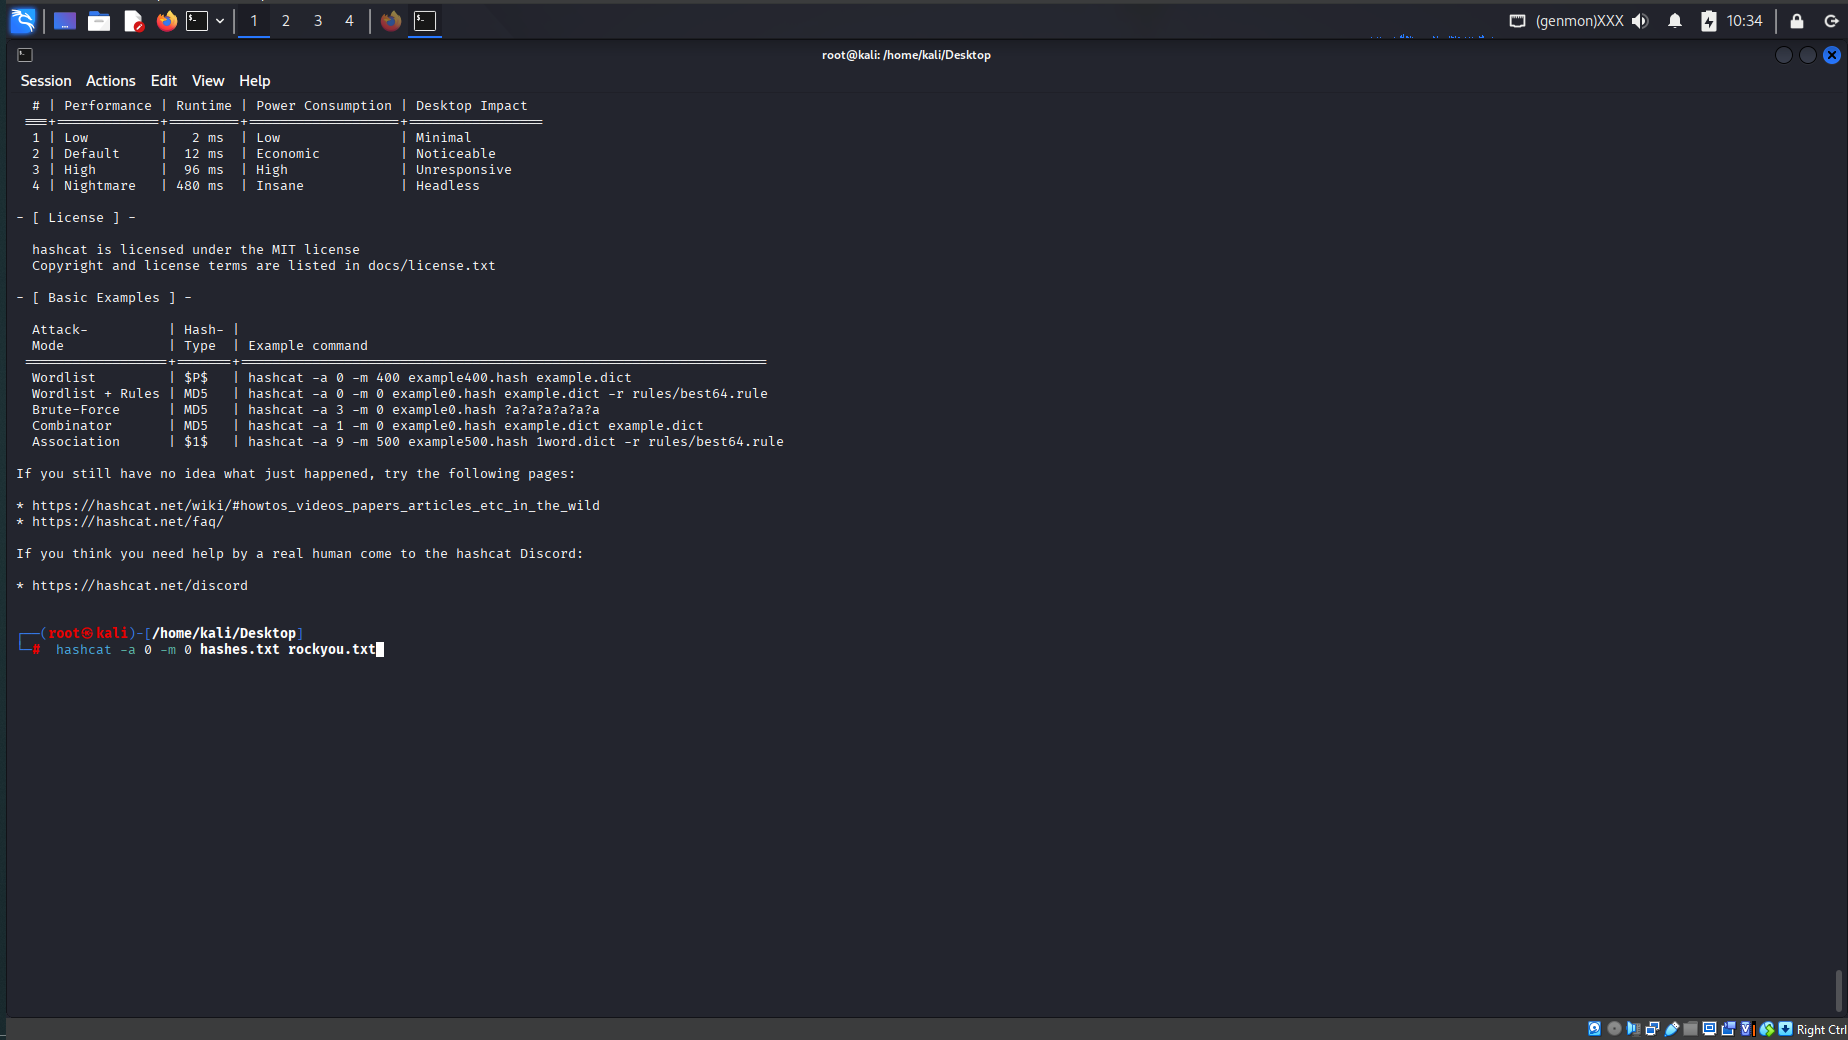 1 2 3 4 (genmon)XXX 10:34
root@kali: /home/kali/Desktop
Session Actions Edit View Help
# | Performance | Runtime | Power Consumption | Desktop Impact
===+=============+=========+===================+=================
1 | Low | 2 ms | Low | Minimal
2 | Default | 12 ms | Economic | Noticeable
3 | High | 96 ms | High | Unresponsive
4 | Nightmare | 480 ms | Insane | Headless
- [ License ] -
hashcat is licensed under the MIT license
Copyright and license terms are listed in docs/license.txt
- [ Basic Examples ] -
Attack- | Hash- |
Mode | Type | Example command
==================+=======+==================================================================
Wordlist | $P$ | hashcat -a 0 -m 400 example400.hash example.dict
Wordlist + Rules | MD5 | hashcat -a 0 -m 0 example0.hash example.dict -r rules/best64.rule
Brute-Force | MD5 | hashcat -a 3 -m 0 example0.hash ?a?a?a?a?a?a
Combinator | MD5 | hashcat -a 1 -m 0 example0.hash example.dict example.dict
Association | $1$ | hashcat -a 9 -m 500 example500.hash 1word.dict -r rules/best64.rule
If you still have no idea what just happened, try the following pages:
* https://hashcat.net/wiki/#howtos_videos_papers_articles_etc_in_the_wild
* https://hashcat.net/faq/
If you think you need help by a real human come to the hashcat Discord:
* https://hashcat.net/discord
┌──(root㉿kali)-[/home/kali/Desktop]
└─# hashcat -a 0 -m 0 hashes.txt rockyou.txt
Right Ctrl